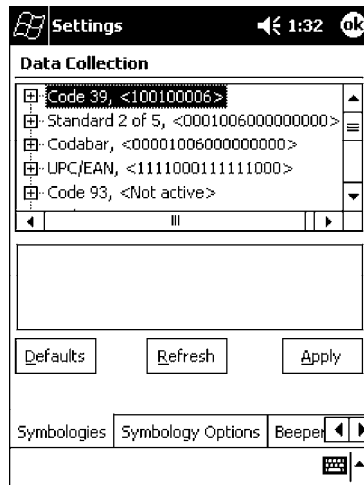 Settings 1:32 ok
Data Collection
Code 39, <100100006>
Standard 2 of 5, <0001006000000000>
Codabar, <00001006000000000>
UPC/EAN, <1111000111111000>
Code 93, <Not active>
Defaults Refresh Apply
Symbologies Symbology Options Beeper